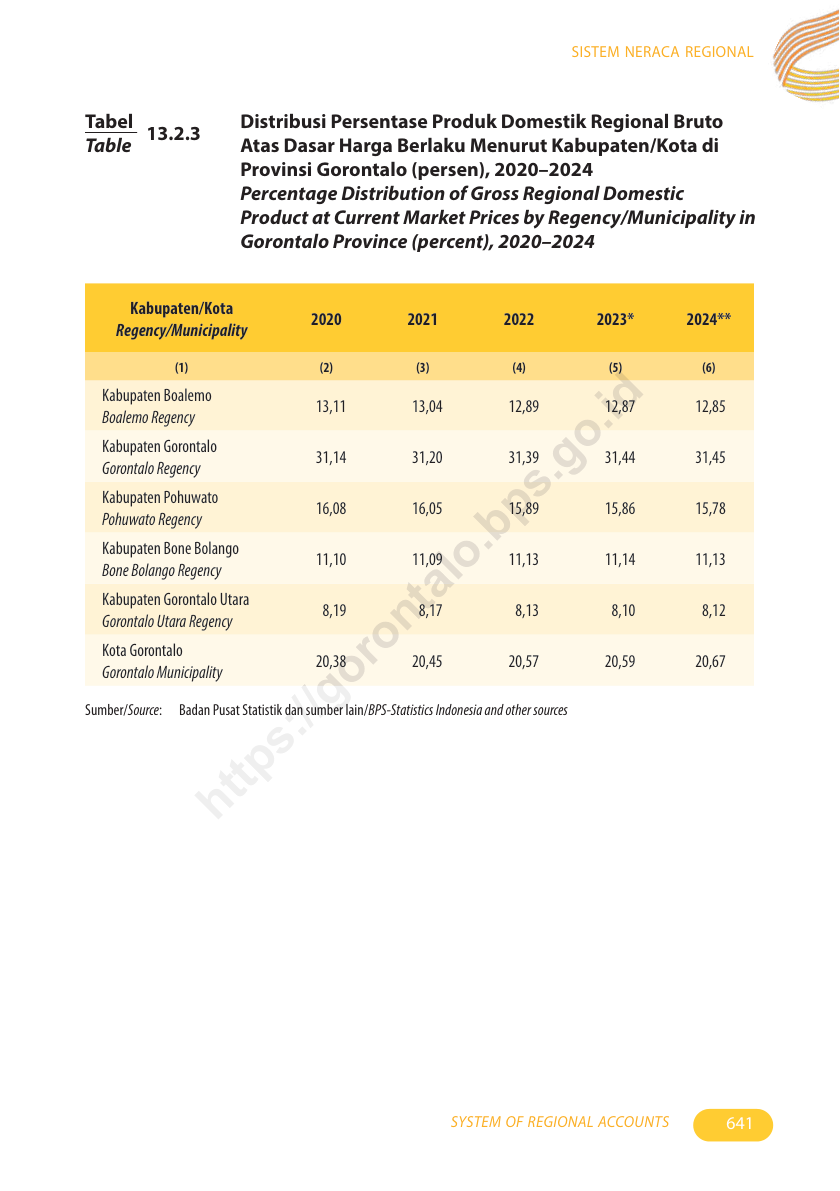 SISTEM NERACA REGIONAL
Tabel
Table
13.2.3
Distribusi Persentase Produk Domestik Regional Bruto
Atas Dasar Harga Berlaku Menurut Kabupaten/Kota di
Provinsi Gorontalo (persen), 2020–2024
Percentage Distribution of Gross Regional Domestic
Product at Current Market Prices by Regency/Municipality in
Gorontalo Province (percent), 2020–2024
Kabupaten/Kota
Regency/Municipality
2020 2021 2022 2023* 2024**
(1) (2) (3) (4) (5) (6)
Kabupaten Boalemo
Boalemo Regency
13,11 13,04 12,89 12,87 12,85
Kabupaten Gorontalo
Gorontalo Regency
31,14 31,20 31,39 31,44 31,45
Kabupaten Pohuwato
Pohuwato Regency
16,08 16,05 15,89 15,86 15,78
Kabupaten Bone Bolango
Bone Bolango Regency
11,10 11,09 11,13 11,14 11,13
Kabupaten Gorontalo Utara
Gorontalo Utara Regency
8,19 8,17 8,13 8,10 8,12
Kota Gorontalo
Gorontalo Municipality
20,38 20,45 20,57 20,59 20,67
Sumber/Source: Badan Pusat Statistik dan sumber lain/BPS-Statistics Indonesia and other sources
https://gorontalo.bps.go.id
SYSTEM OF REGIONAL ACCOUNTS 641